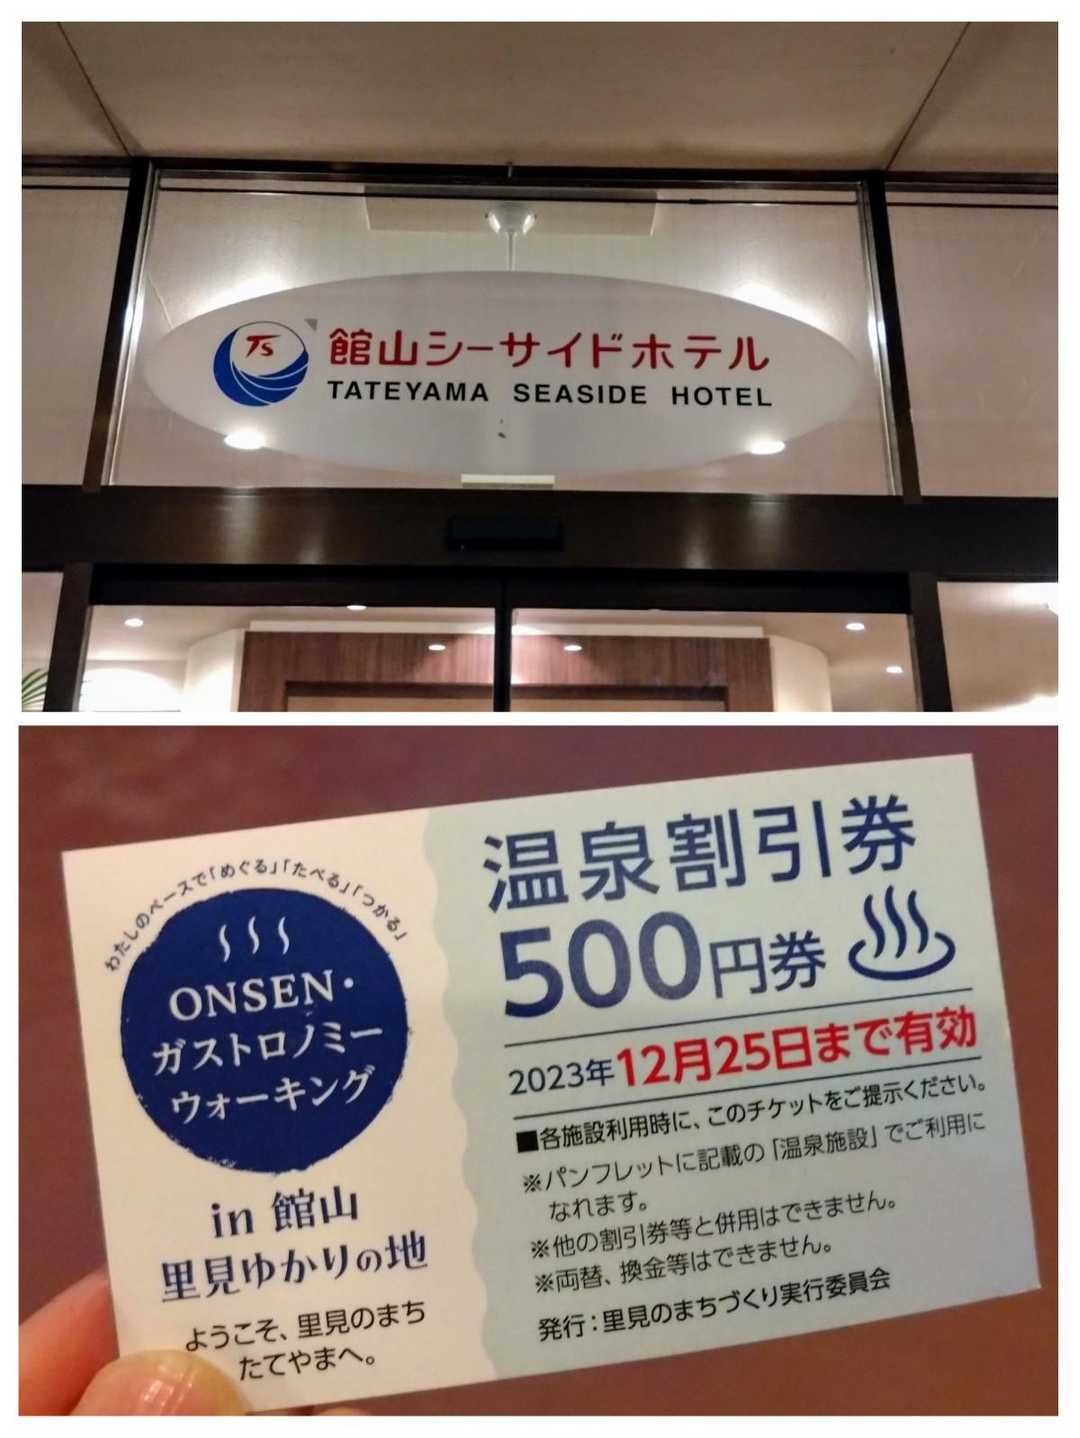 TS
館山シーサイドホテル
TATEYAMA SEASIDE HOTEL
わたしのペースで「めぐる」「たべる」「つかる」
ONSEN・
ガストロノミー
ウォーキング
in 館山
里見ゆかりの地
ようこそ、里見のまち
たてやまへ。
温泉割引券
500円券
2023年12月25日まで有効
■各施設利用時に、このチケットをご提示ください。
※パンフレットに記載の「温泉施設」でご利用に
なれます。
※他の割引券等と併用はできません。
※両替、換金等はできません。
発行：里見のまちづくり実行委員会